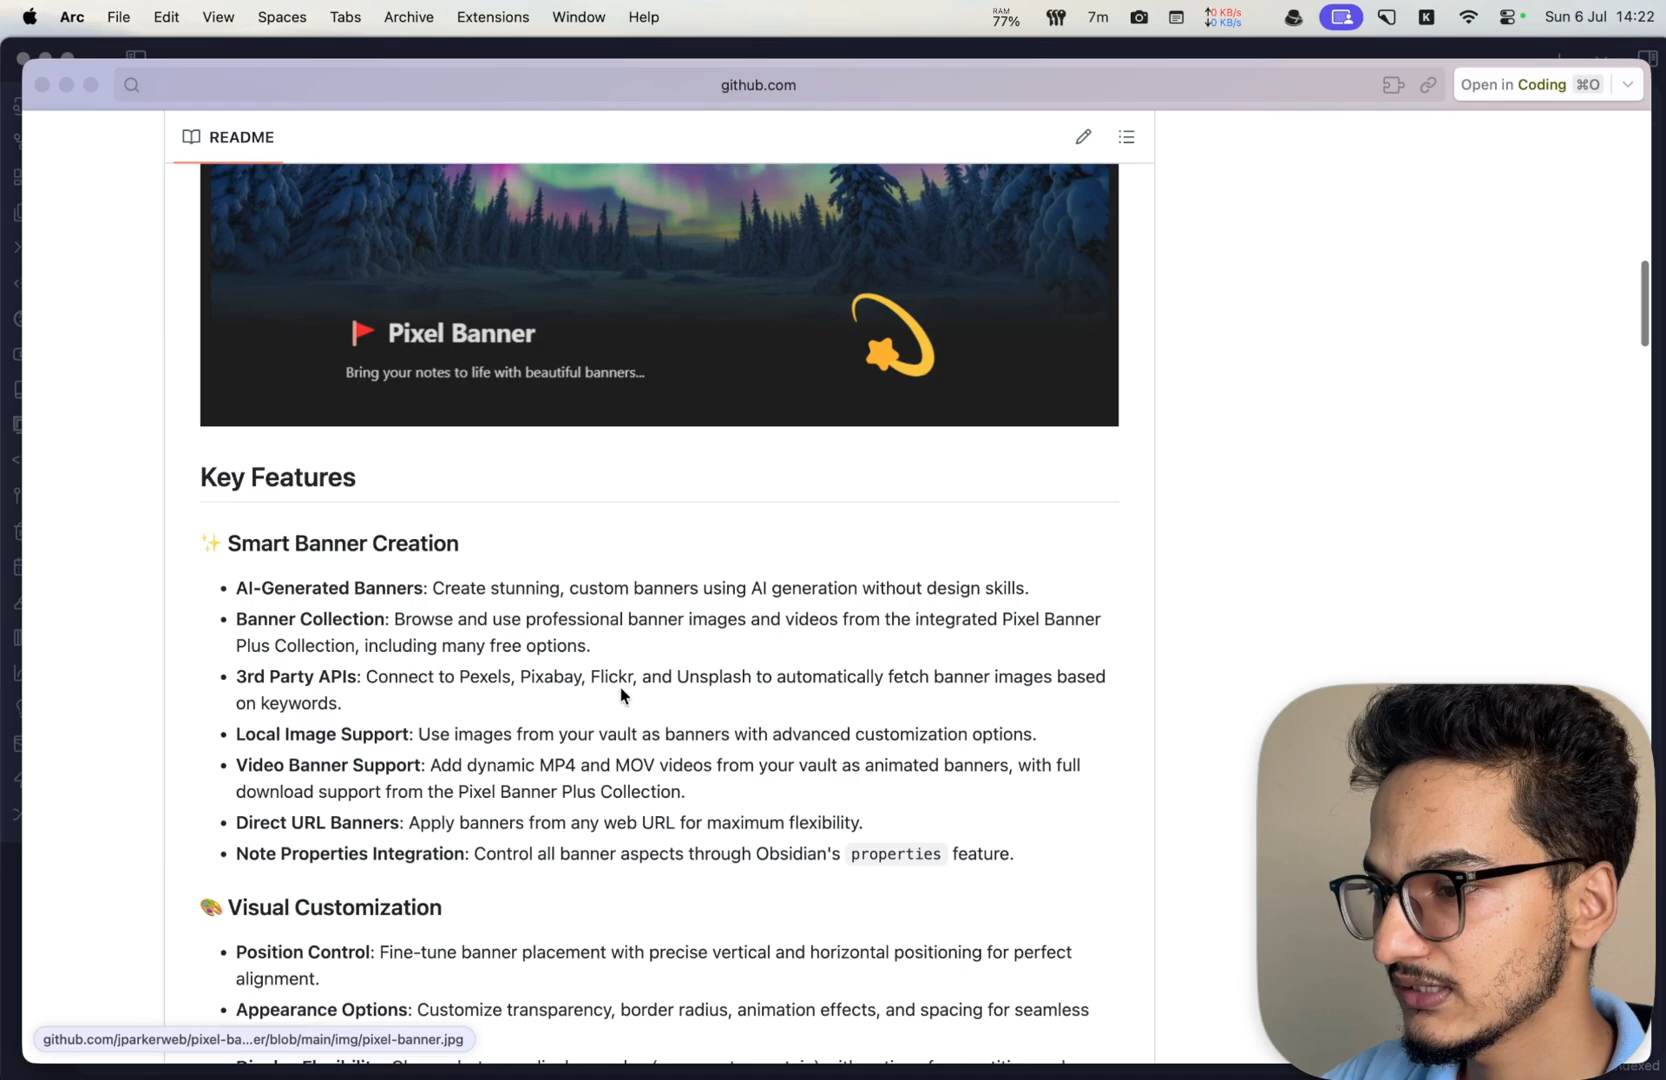 Arc File Edit View Spaces Tabs Archive Extensions Window Help RAM 77% 7m 0 KB/s 0 KB/s K Sun 6 Jul 14:22
github.com
Open in Coding ⌘O
README
Pixel Banner
Bring your notes to life with beautiful banners...
Key Features
✨ Smart Banner Creation
• AI-Generated Banners: Create stunning, custom banners using AI generation without design skills.
• Banner Collection: Browse and use professional banner images and videos from the integrated Pixel Banner
Plus Collection, including many free options.
• 3rd Party APIs: Connect to Pexels, Pixabay, Flickr, and Unsplash to automatically fetch banner images based
on keywords.
• Local Image Support: Use images from your vault as banners with advanced customization options.
• Video Banner Support: Add dynamic MP4 and MOV videos from your vault as animated banners, with full
download support from the Pixel Banner Plus Collection.
• Direct URL Banners: Apply banners from any web URL for maximum flexibility.
• Note Properties Integration: Control all banner aspects through Obsidian's properties feature.
🎨 Visual Customization
• Position Control: Fine-tune banner placement with precise vertical and horizontal positioning for perfect
alignment.
• Appearance Options: Customize transparency, border radius, animation effects, and spacing for seamless
github.com/jparkerweb/pixel-ba...er/blob/main/img/pixel-banner.jpg